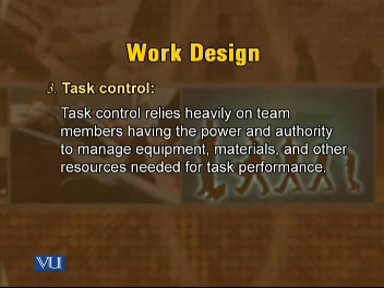 Work Design
3. Task control:
Task control relies heavily on team
members having the power and authority
to manage equipment, materials, and other
resources needed for task performance.
VU